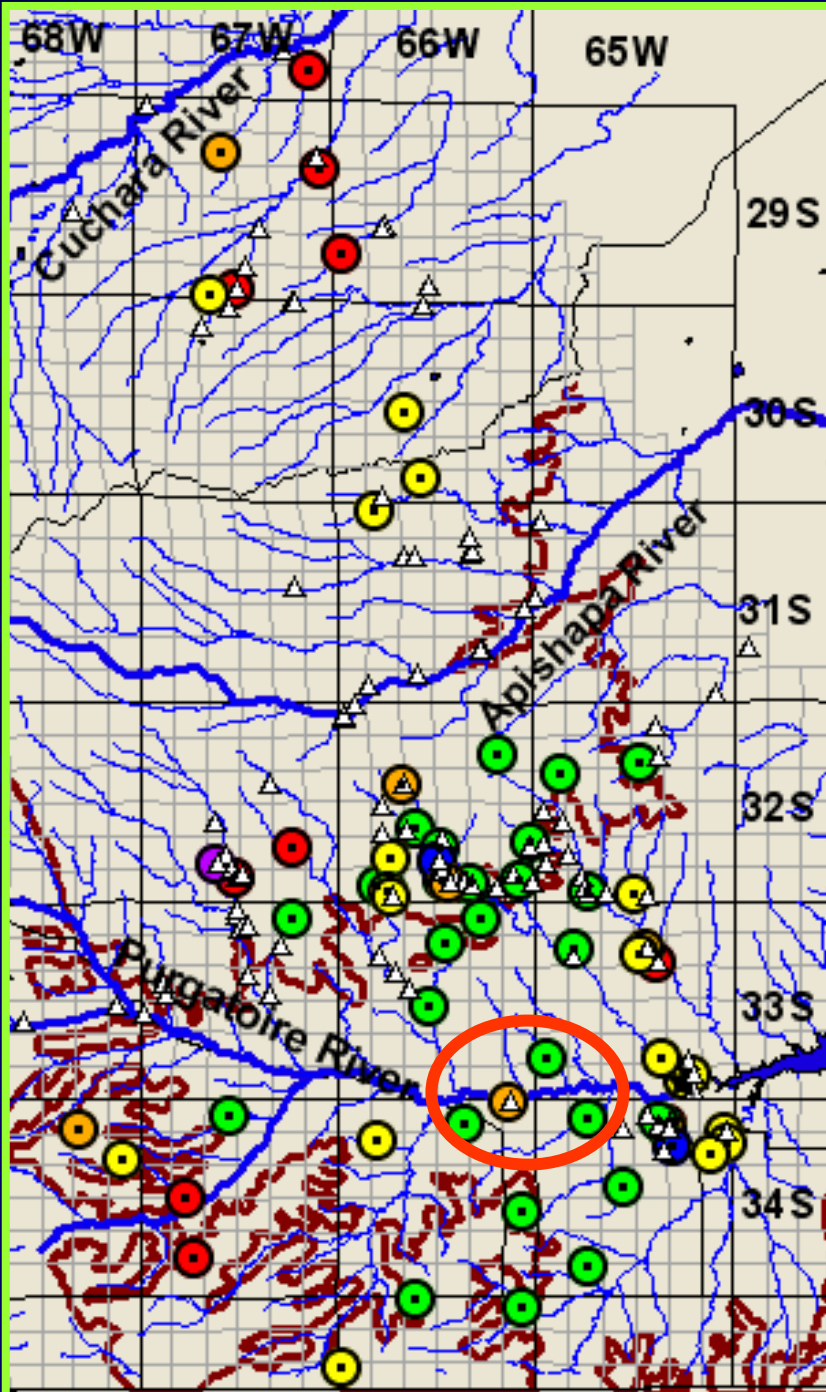 68W 67W 66W 65W
Cuchara River
29S
30S
Apishapa River
31S
32S
Purgatoire River
33S
34S